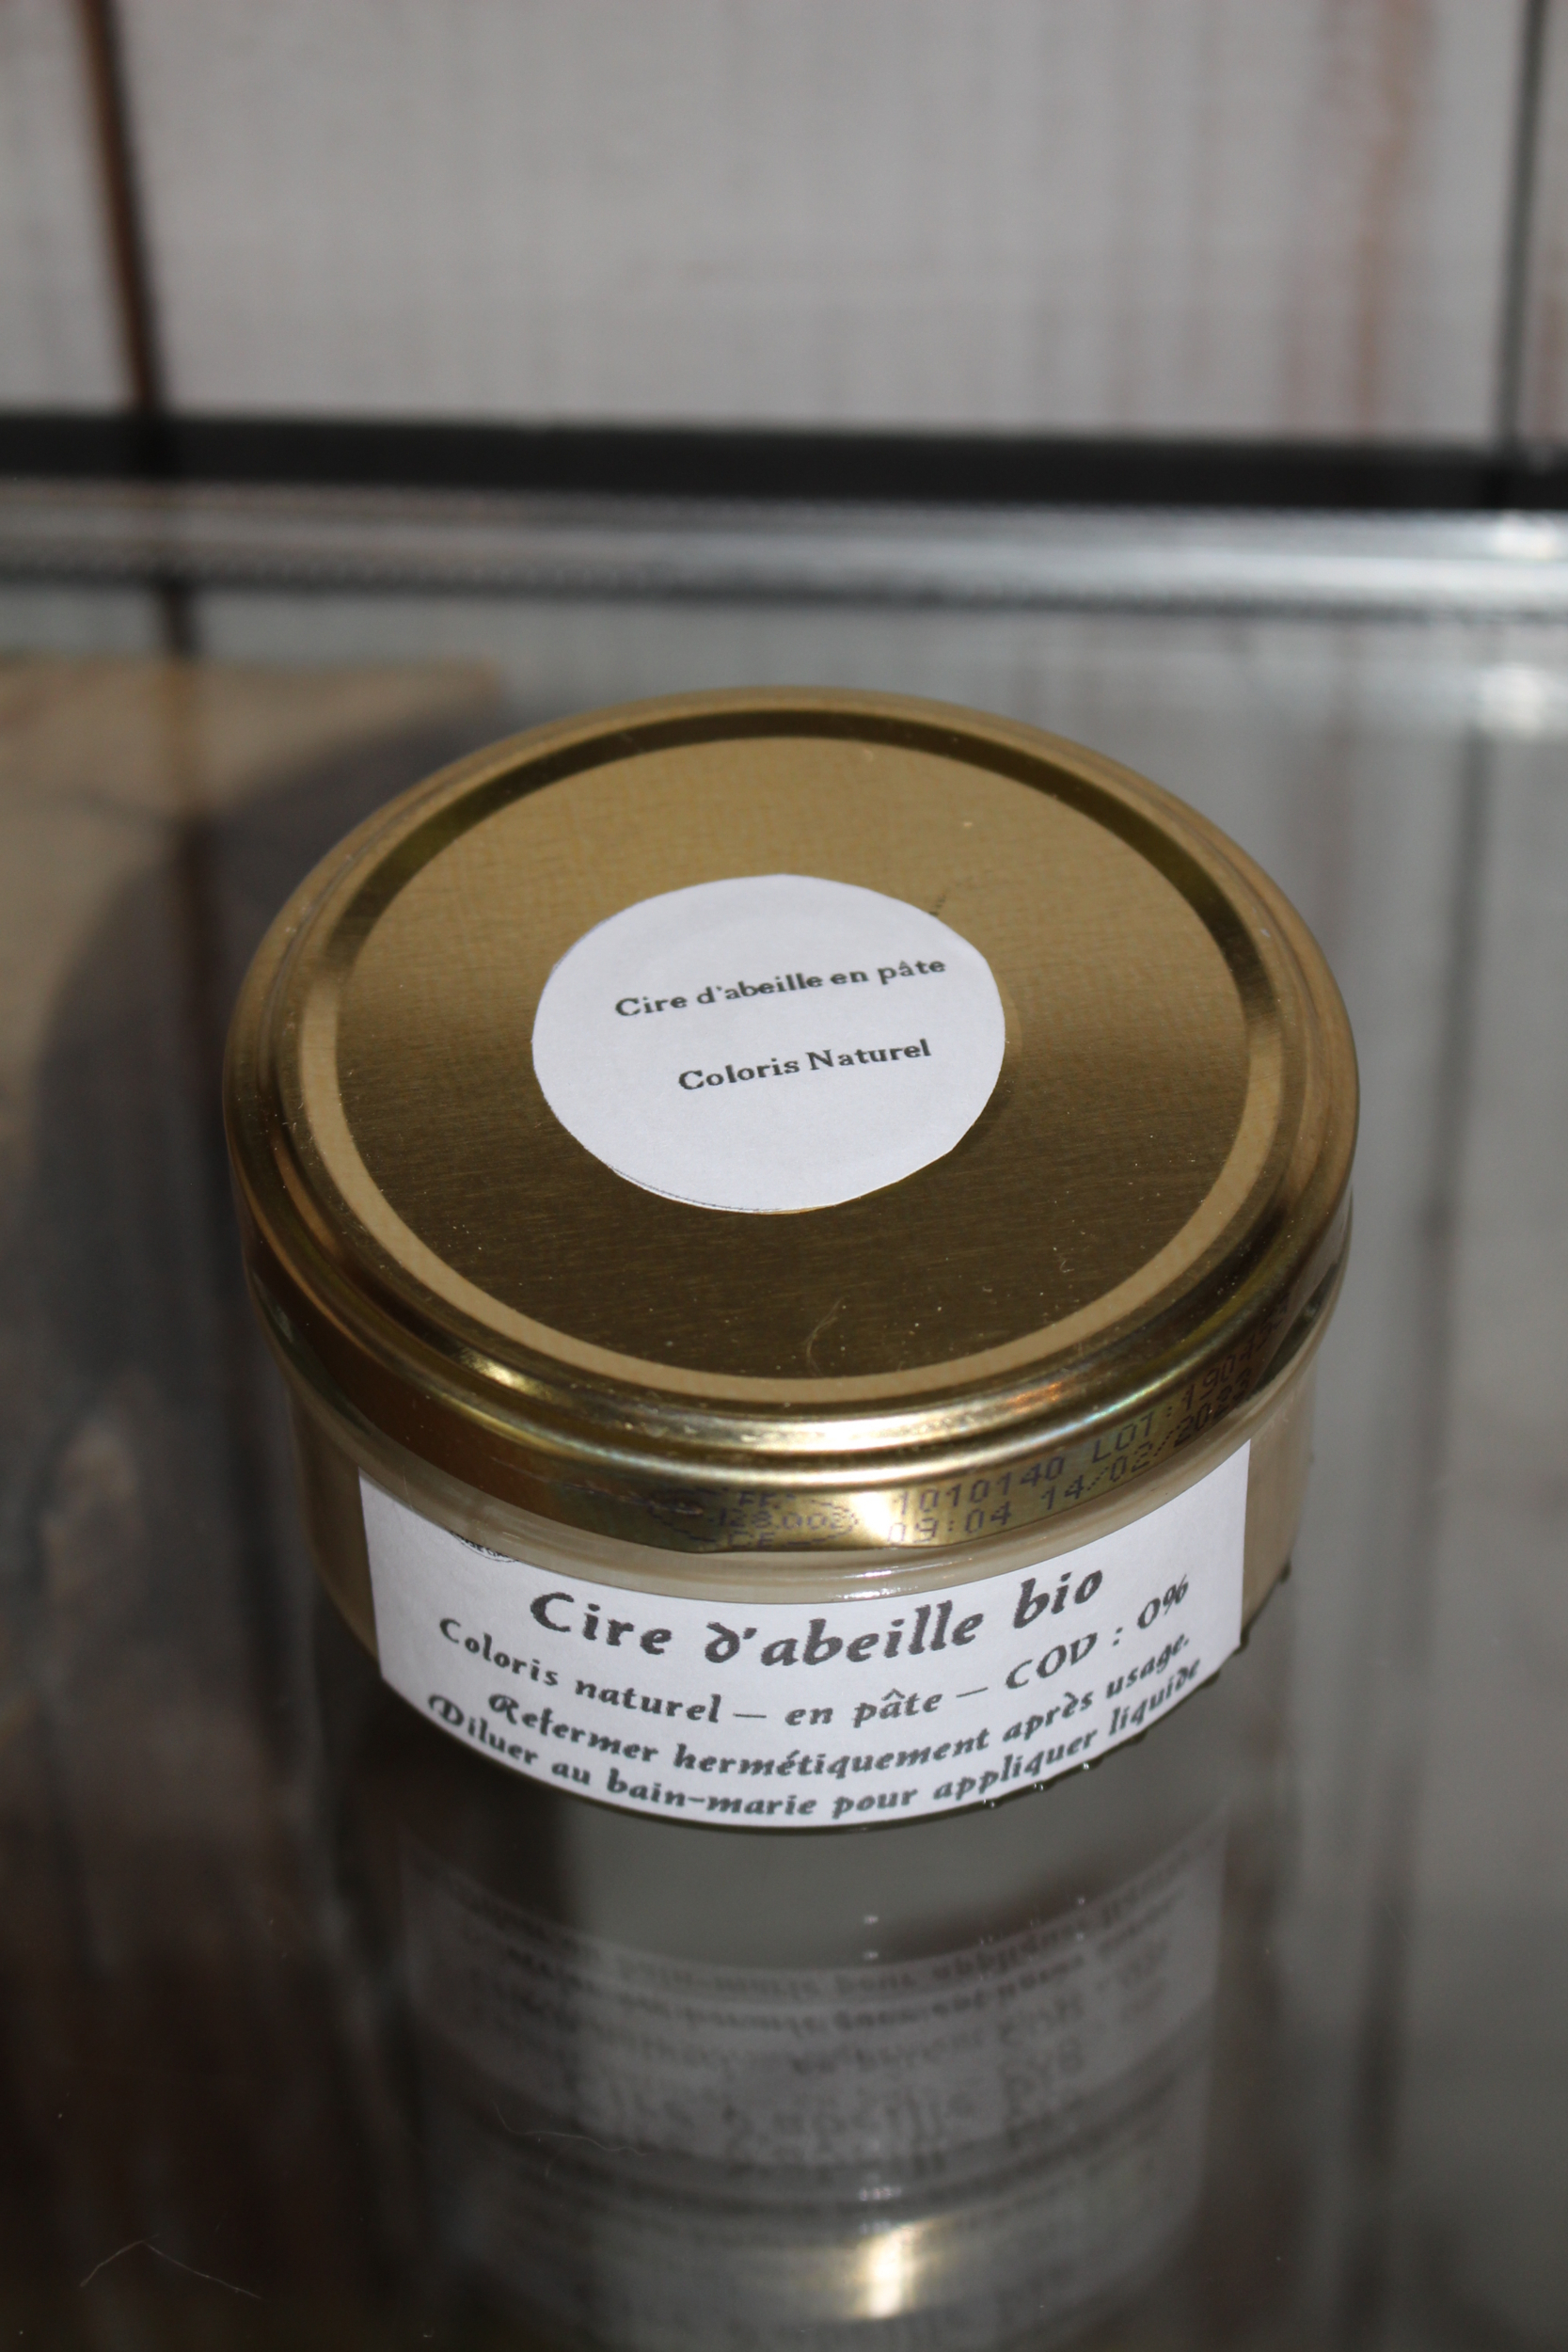 Cire d'abeille en pâte
Coloris Naturel
1010140 LOT:
09:04 14/02/
Cire d'abeille bio
Coloris naturel – en pâte – COD : 0%
Refermer hermétiquement après usage.
Diluer au bain-marie pour appliquer liquide